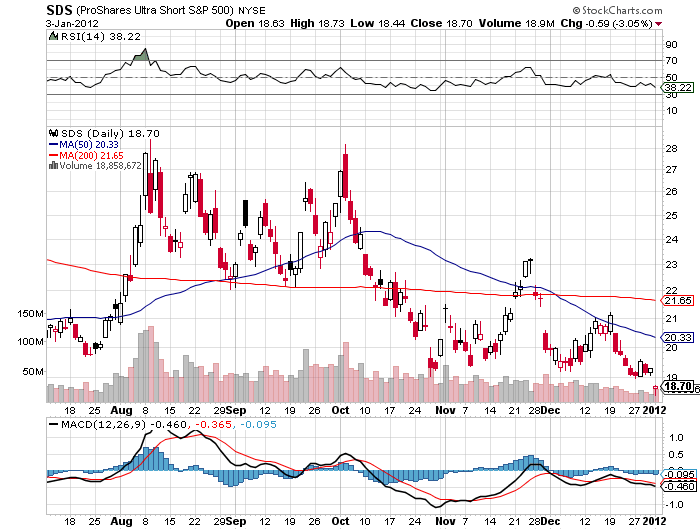 SDS (ProShares Ultra Short S&P 500) NYSE © StockCharts.com
3-Jan-2012 Open 18.63 High 18.73 Low 18.44 Close 18.70 Volume 18.9M Chg -0.59 (-3.05%)
RSI(14) 38.22
90
70
50
38.22
30
10
SDS (Daily) 18.70
MA(50) 20.33
MA(200) 21.65
Volume 18,858,672
28
27
26
25
24
23
22
21.65
21
20.33
20
19
18.70
150M
100M
50M
18 25 Aug 8 15 22 Sep 12 19 26 Oct 10 17 24 Nov 7 14 21 28 Dec 12 19 27 2012
MACD(12,26,9) -0.460, -0.365, -0.095
1.0
0.5
0.0
-0.095
-0.460
-1.0
18 25 Aug 8 15 22 Sep 12 19 26 Oct 10 17 24 Nov 7 14 21 28 Dec 12 19 27 2012